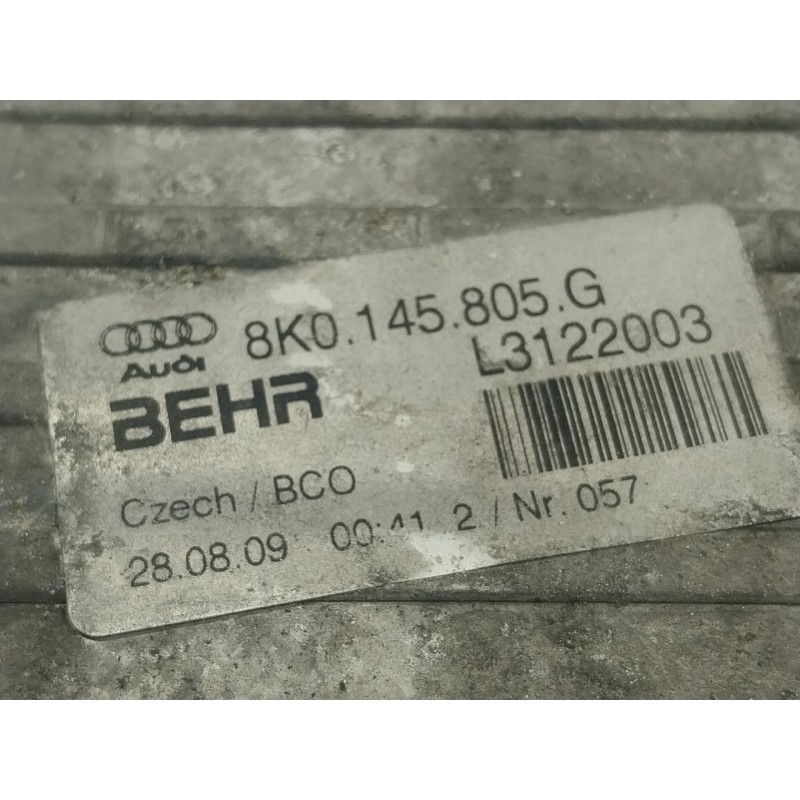 8K0.145.805.G
Audi
L3122003
BEHR
Czech / BCO
28.08.09 00:41 2 / Nr. 057